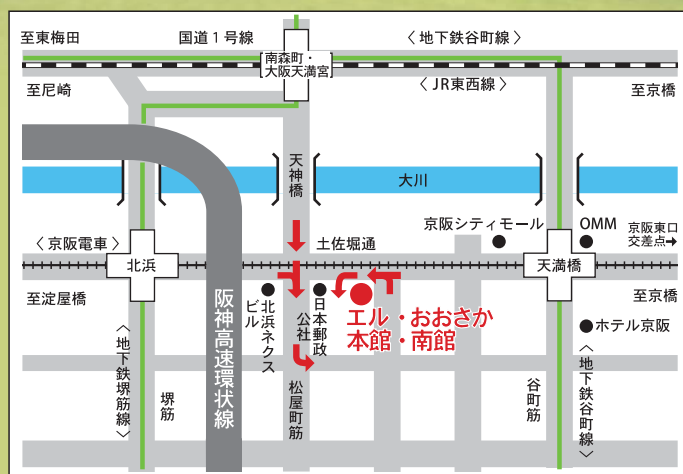 至東梅田
国道1号線
〈地下鉄谷町線〉
南森町・
大阪天満宮
至尼崎
〈JR東西線〉
至京橋
天神橋
大川
京阪シティモール
OMM
京阪東口
交差点→
〈京阪電車〉
土佐堀通
北浜
天満橋
至淀屋橋
至京橋
阪神高速環状線
北浜ネクス
ビル
日本郵政
公社
エル・おおさか
本館・南館
ホテル京阪
〈地下鉄堺筋線〉
堺筋
松屋町筋
谷町筋
〈地下鉄谷町線〉